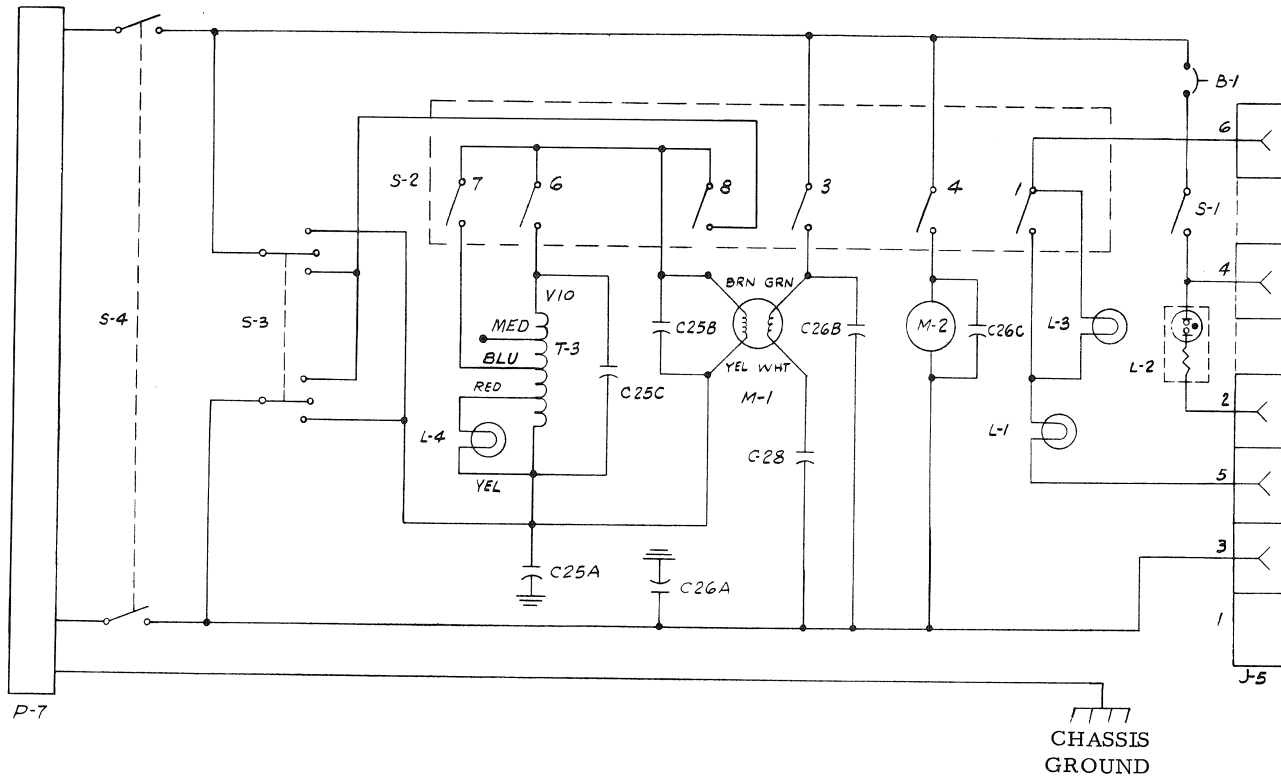 B-1
6
S-2
7
6
8
3
4
1
S-1
4
BRN GRN
VIO
MED
T-3
C25B
C26B
M-2
C26C
L-3
S-4
S-3
BLU
RED
C25C
YEL WHT
M-1
L-2
2
L-4
C-28
L-1
YEL
5
3
C25A
C26A
1
P-7
J-5
CHASSIS
GROUND